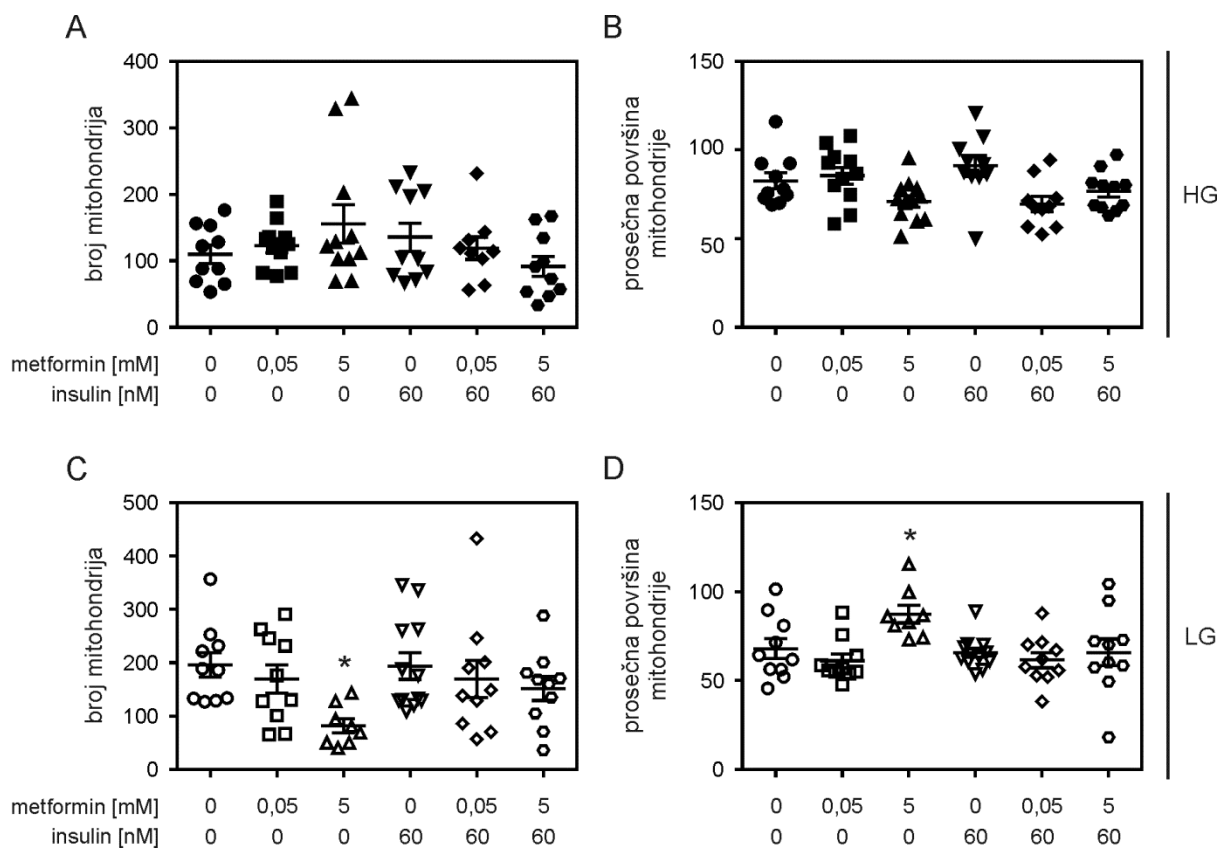 A
B
400
300
200
100
0
broj mitohondrija
150
100
50
0
prosečna površina
mitohondrije
HG
metformin [mM] 0 0,05 5 0 0,05 5
insulin [nM] 0 0 0 60 60 60
0 0,05 5 0 0,05 5
0 0 0 60 60 60
C
D
500
400
300
200
100
0
broj mitohondrija
*
150
100
50
0
prosečna površina
mitohondrije
*
LG
metformin [mM] 0 0,05 5 0 0,05 5
insulin [nM] 0 0 0 60 60 60
0 0,05 5 0 0,05 5
0 0 0 60 60 60